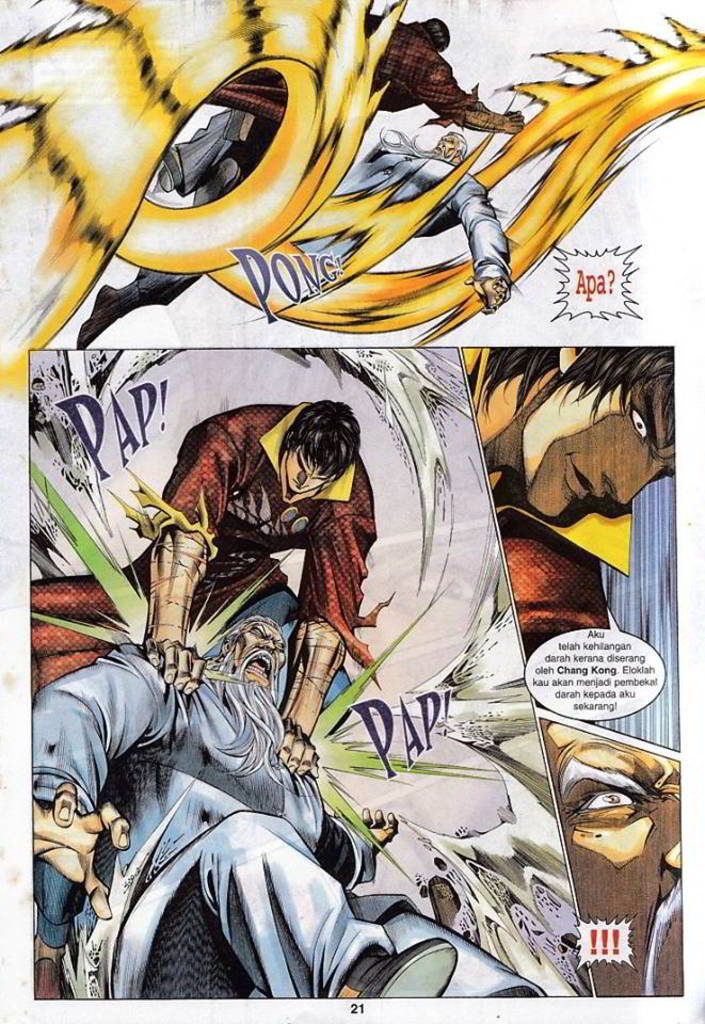 PONG!
Apa?
PAP!
PAP!
Aku
telah kehilangan
darah kerana diserang
oleh Chang Kong. Eloklah
kau akan menjadi pembekal
darah kepada aku
sekarang!
!!!
21